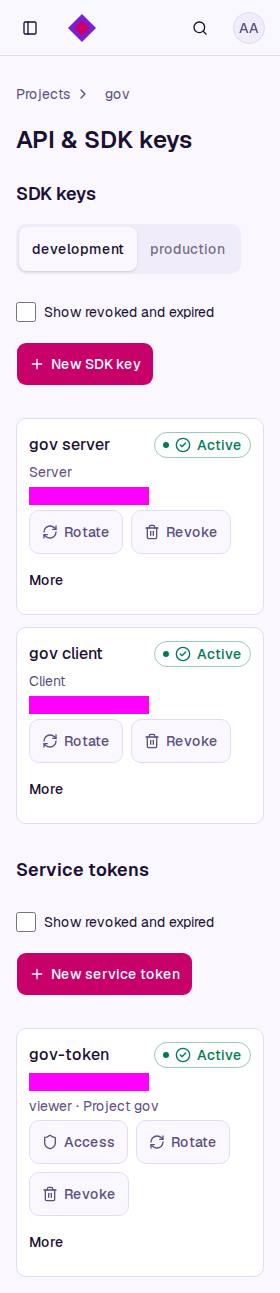 AA
Projects > gov
API & SDK keys
SDK keys
development production
Show revoked and expired
+ New SDK key
gov server Active
Server
Rotate Revoke
More
gov client Active
Client
Rotate Revoke
More
Service tokens
Show revoked and expired
+ New service token
gov-token Active
viewer · Project gov
Access Rotate
Revoke
More